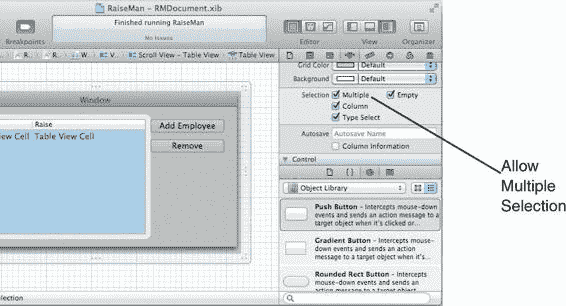 RaiseMan - RMDocument.xib
Finished running RaiseMan
No Issues
Breakpoints
Editor
View
Organizer
R...
R...
W...
V...
Scroll View - Table View
Table View
Grid Color
Default
Background
Default
Selection
Multiple
Empty
Column
Type Select
Autosave
Autosave Name
Column Information
Control
Window
Raise
View Cell
Table View Cell
Add Employee
Remove
Object Library
Push Button - Intercepts mouse-down
events and sends an action message to a
target object when it's clicked or...
Gradient Button - Intercepts
mouse-down events and sends an
action message to a target object when...
Rounded Rect Button - Intercepts
mouse-down events and sends an
Allow
Multiple
Selection